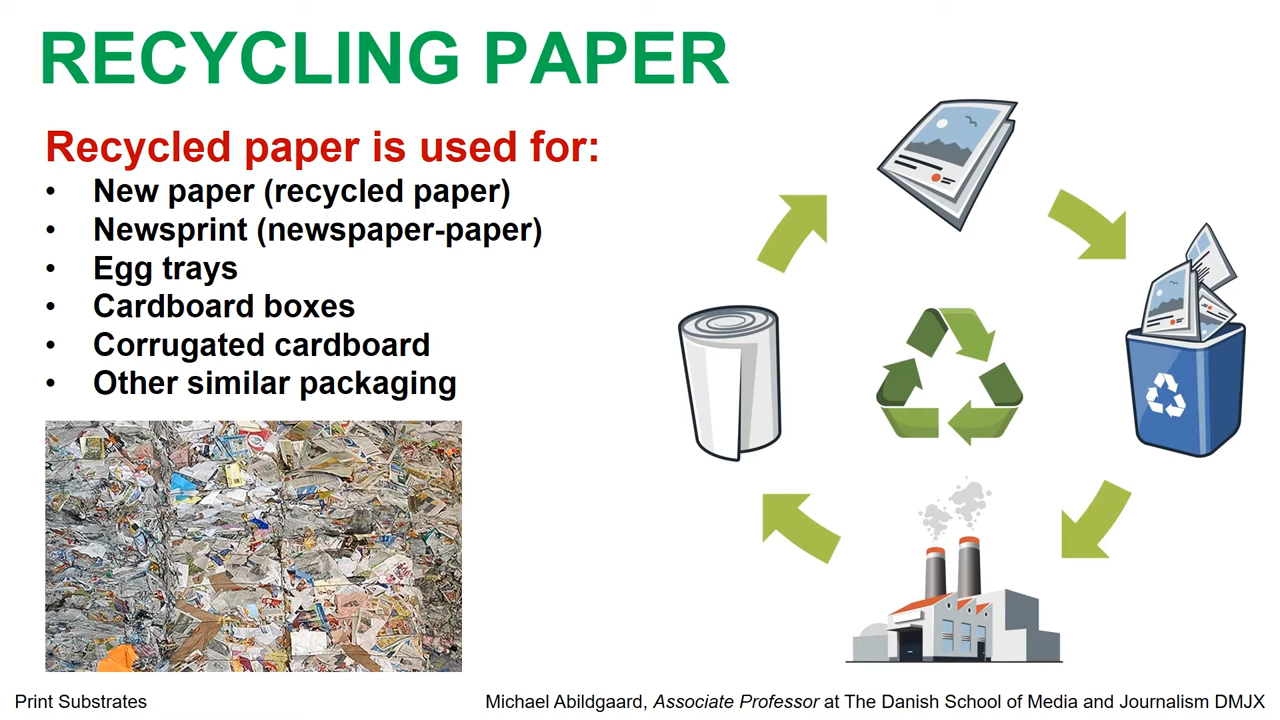 RECYCLING PAPER
Recycled paper is used for:
• New paper (recycled paper)
• Newsprint (newspaper-paper)
• Egg trays
• Cardboard boxes
• Corrugated cardboard
• Other similar packaging
Print Substrates
Michael Abildgaard, Associate Professor at The Danish School of Media and Journalism DMJX